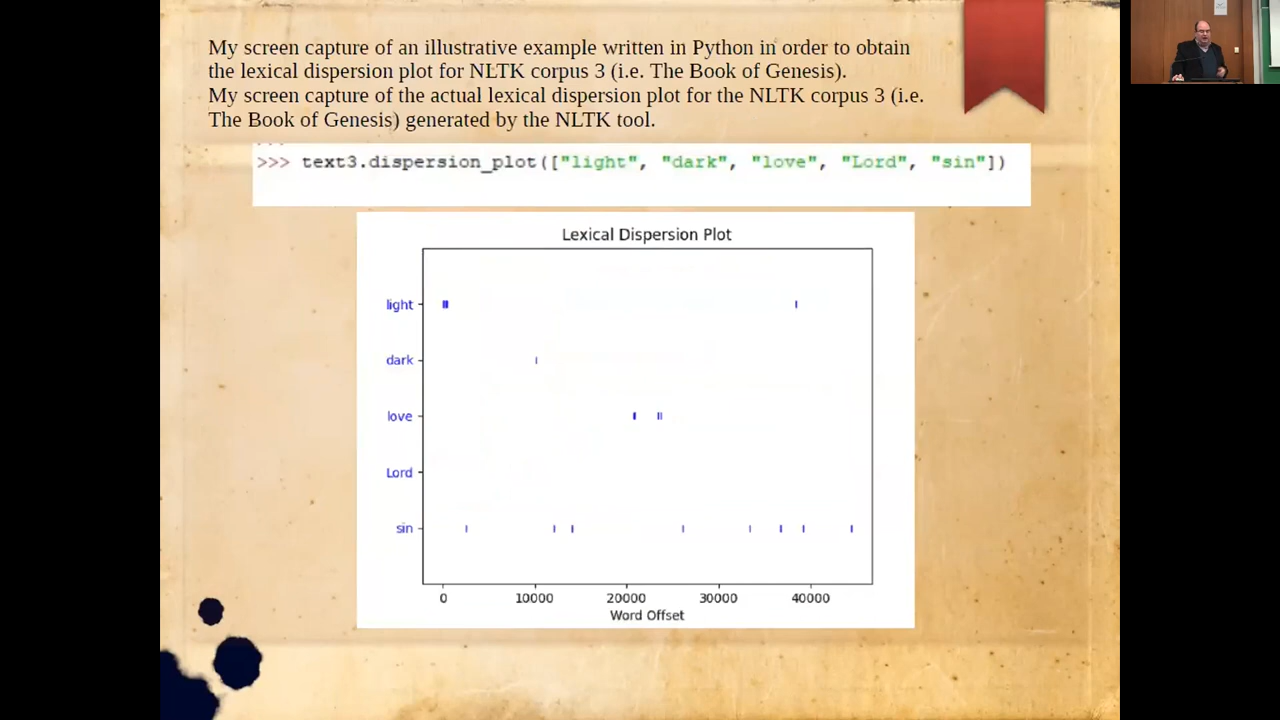 My screen capture of an illustrative example written in Python in order to obtain
the lexical dispersion plot for NLTK corpus 3 (i.e. The Book of Genesis).
My screen capture of the actual lexical dispersion plot for the NLTK corpus 3 (i.e.
The Book of Genesis) generated by the NLTK tool.
>>> text3.dispersion_plot(["light", "dark", "love", "Lord", "sin"])
Lexical Dispersion Plot
light
dark
love
Lord
sin
0 10000 20000 30000 40000
Word Offset